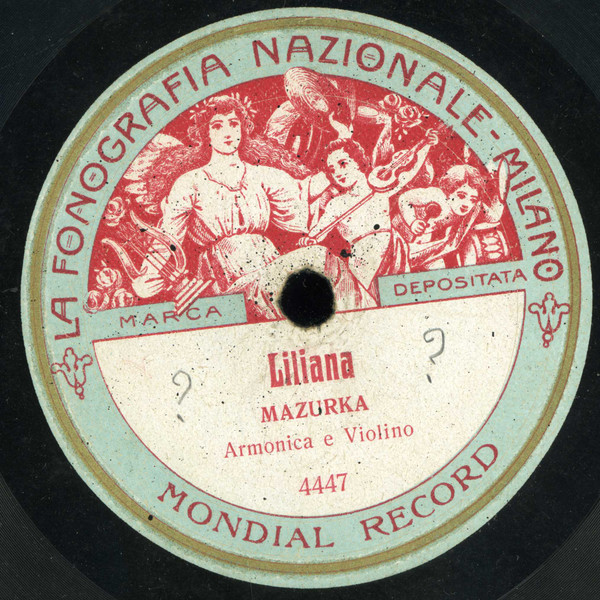 LA FONOGRAFIA NAZIONALE - MILANO
MARCA
DEPOSITATA
Liliana
? ?
MAZURKA
Armonica e Violino
4447
MONDIAL RECORD